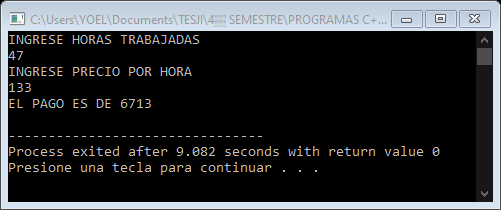 C:\Users\YOEL\Documents\TESJI\4 SEMESTRE\PROGRAMAS C+...
INGRESE HORAS TRABAJADAS
47
INGRESE PRECIO POR HORA
133
EL PAGO ES DE 6713
--------------------------------
Process exited after 9.082 seconds with return value 0
Presione una tecla para continuar . . .